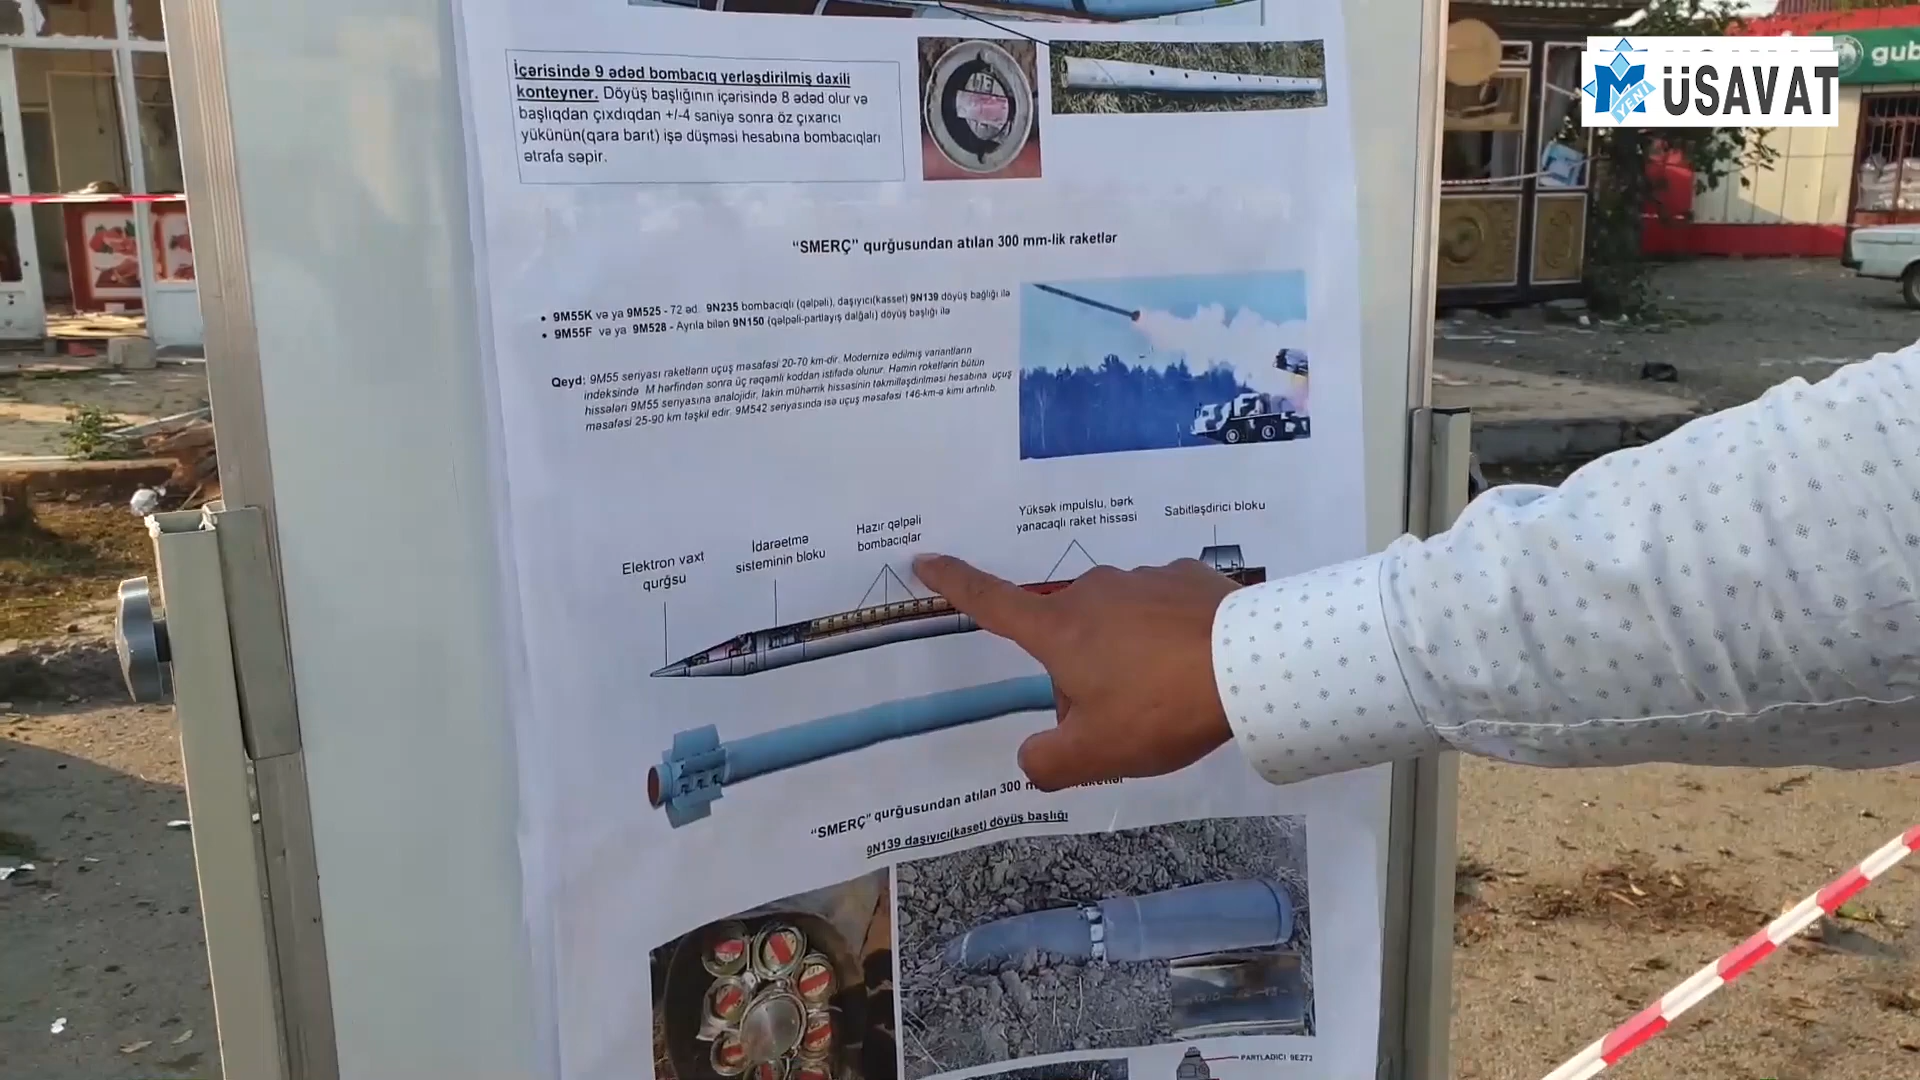 İçərisində 9 ədəd bombacıq yerləşdirilmiş daxili
konteyner. Döyüş başlığının içərisində 8 ədəd olur və
başlıqdan çıxdıqdan +/-4 saniyə sonra öz çıxarıcı
yükünün(qara barıt) işə düşməsi hesabına bombacıqları
ətrafa səpir.
M YENİ ÜSAVAT
gub
“SMERÇ” qurğusundan atılan 300 mm-lik raketlər
• 9M55K və ya 9M525 - 72 əd. 9N235 bombacıqlı (qəlpəli), daşıyıcı(kasset) 9N139 döyüş bağlığı ilə
• 9M55F və ya 9M528 - Ayrıla bilən 9N150 (qəlpəli-partlayış dalğalı) döyüş başlığı ilə
Qeyd: 9M55 seriyası raketlərin uçuş məsafəsi 20-70 km-dir. Modernizə edilmiş variantların
indeksində M hərfindən sonra üç rəqəmli koddan istifadə olunur. Həmin roketlərin bütün
hissələri 9M55 seriyasına analojidir, lakin mühərrik hissəsinin təkmilləşdirilməsi hesabına uçuş
məsafəsi 25-90 km təşkil edir. 9M542 seriyasında isə uçuş məsafəsi 146-km-ə kimi artırılıb.
Elektron vaxt
qurğsu
İdarəetmə
sisteminin bloku
Hazır qəlpəli
bombacıqlar
Yüksək impulslu, bərk
yanacaqlı raket hissəsi
Sabitləşdirici bloku
“SMERÇ” qurğusundan atılan 300 raketlər
9N139 daşıyıcı(kaset) döyüş başlığı
PARTLADICI 9E272